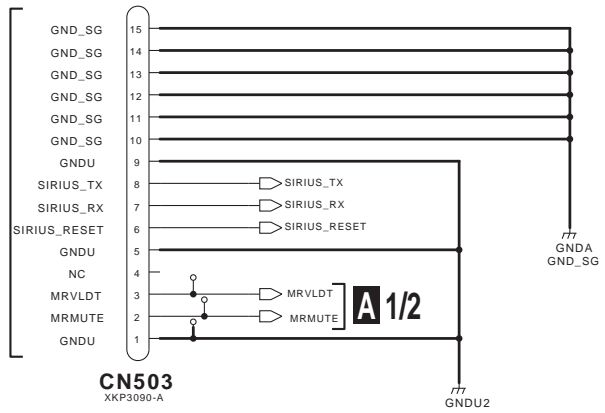 GND_SG 15
GND_SG 14
GND_SG 13
GND_SG 12
GND_SG 11
GND_SG 10
GNDU 9
SIRIUS_TX 8 SIRIUS_TX
SIRIUS_RX 7 SIRIUS_RX
SIRIUS_RESET 6 SIRIUS_RESET
GNDU 5
NC 4
MRVLDT 3 MRVLDT
MRMUTE 2 MRMUTE
GNDU 1
A 1/2
GNDA
GND_SG
CN503
XKP3090-A
GNDU2